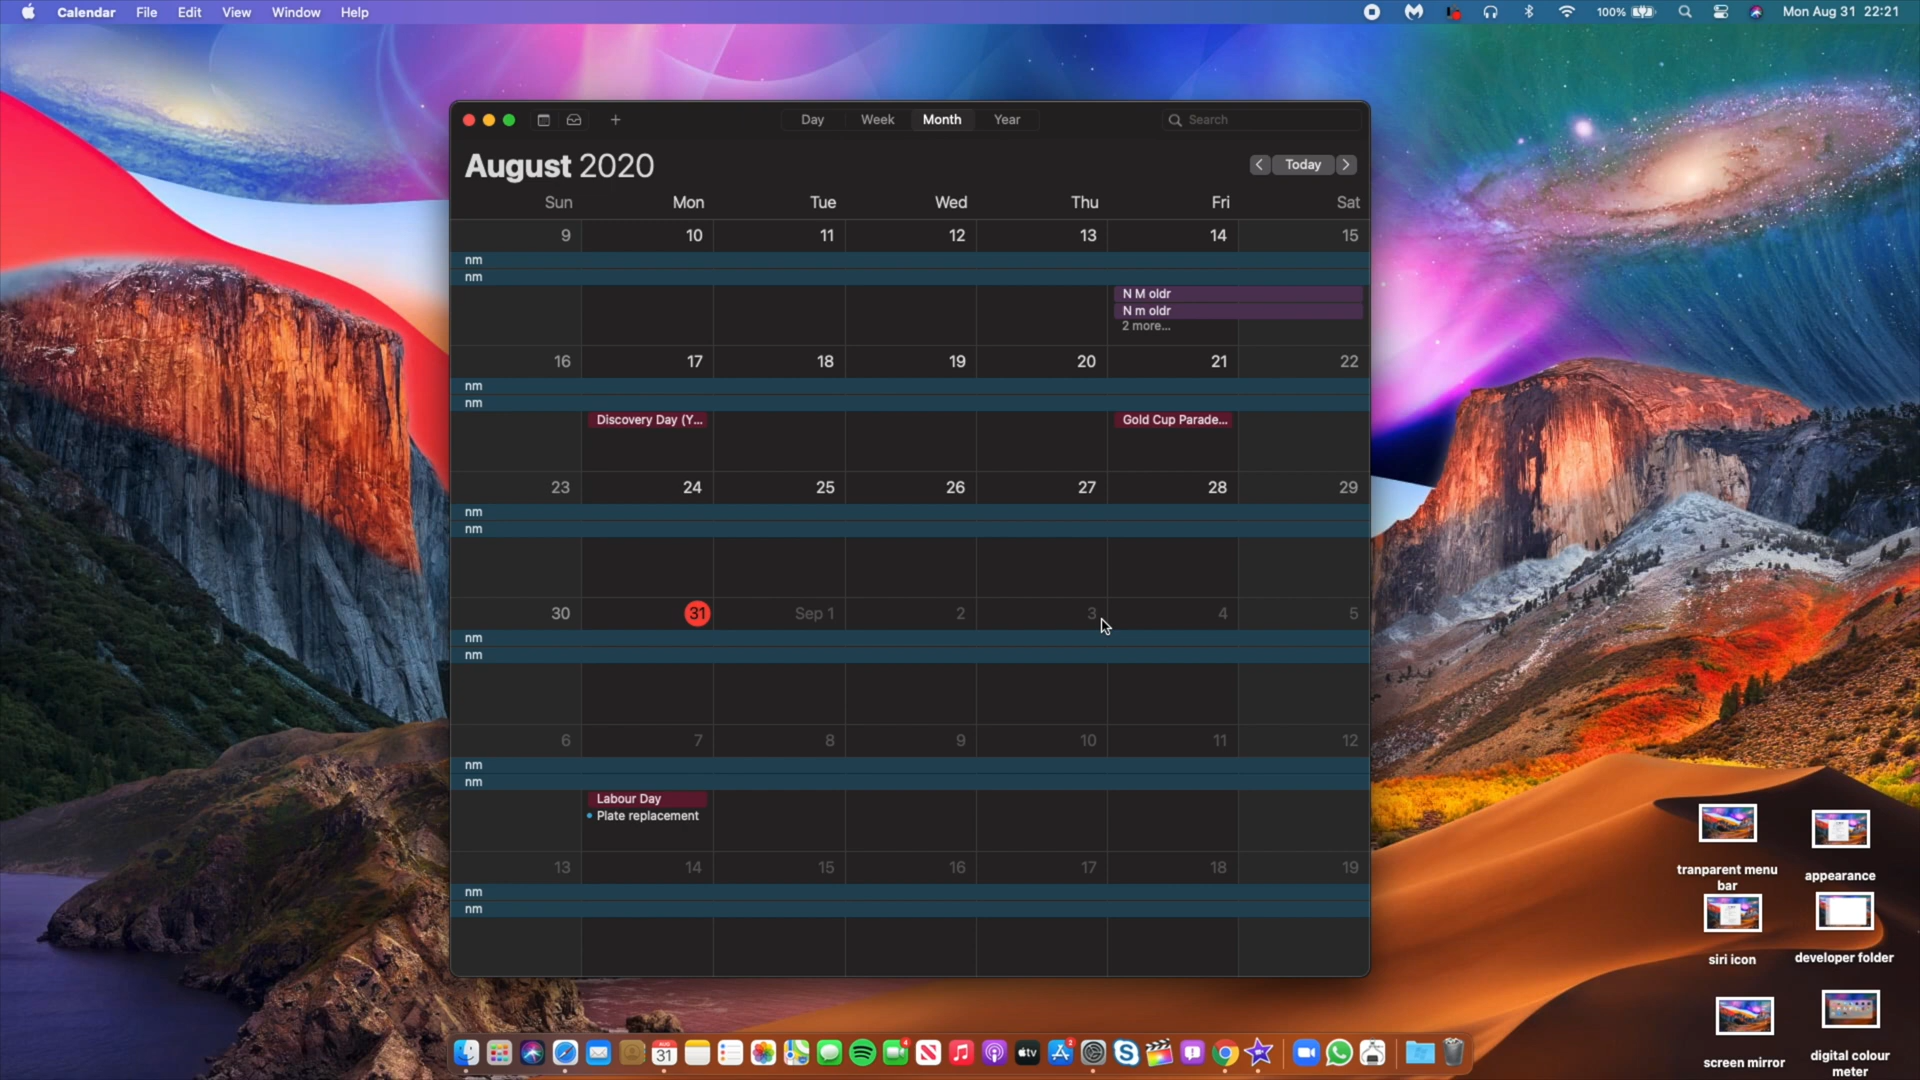 Calendar File Edit View Window Help 100% Mon Aug 31 22:21
Day Week Month Year Search
August 2020 Today
Sun Mon Tue Wed Thu Fri Sat
9 10 11 12 13 14 15
nm
nm
N M oldr
N m oldr
2 more...
16 17 18 19 20 21 22
nm
nm
Discovery Day (Y... Gold Cup Parade...
23 24 25 26 27 28 29
nm
nm
30 31 Sep 1 2 3 4 5
nm
nm
6 7 8 9 10 11 12
nm
nm
Labour Day
Plate replacement
13 14 15 16 17 18 19
nm
nm
tranparent menu
bar
appearance
siri icon
developer folder
screen mirror
digital colour
meter
AUG
31
tv